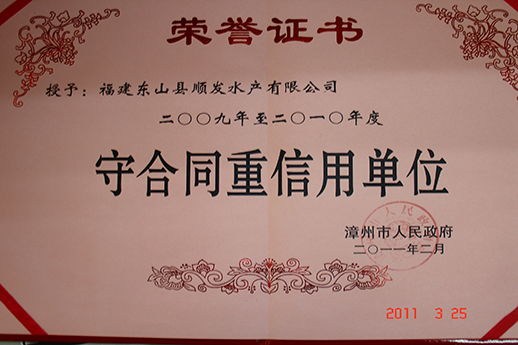 荣誉证书
授予：福建东山县顺发水产有限公司
二〇〇九年至二〇一〇年度
守合同重信用单位
漳州市人民政府
二〇一一年二月
2011 3 25